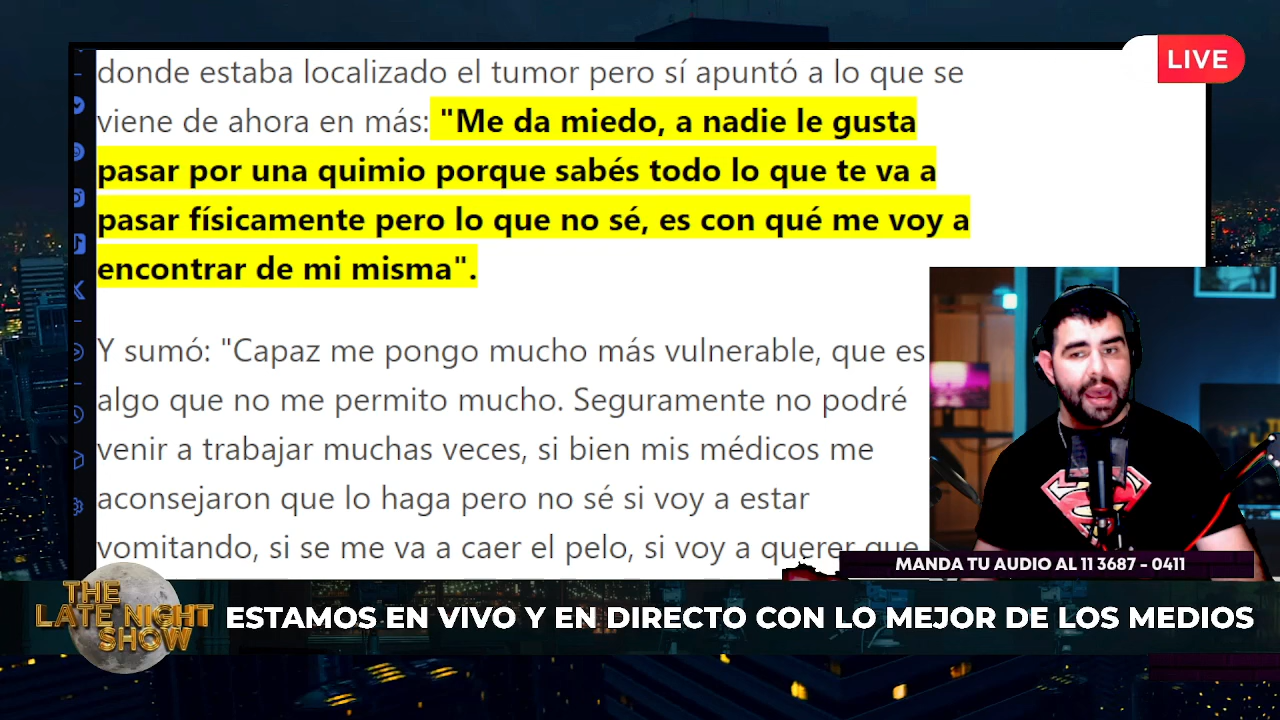 donde estaba localizado el tumor pero sí apuntó a lo que se
viene de ahora en más: "Me da miedo, a nadie le gusta
pasar por una quimio porque sabés todo lo que te va a
pasar físicamente pero lo que no sé, es con qué me voy a
encontrar de mi misma".
Y sumó: "Capaz me pongo mucho más vulnerable, que es
algo que no me permito mucho. Seguramente no podré
venir a trabajar muchas veces, si bien mis médicos me
aconsejaron que lo haga pero no sé si voy a estar
vomitando, si se me va a caer el pelo, si voy a querer que
LIVE
MANDA TU AUDIO AL 11 3687 - 0411
THE
LATE NIGHT
SHOW
ESTAMOS EN VIVO Y EN DIRECTO CON LO MEJOR DE LOS MEDIOS